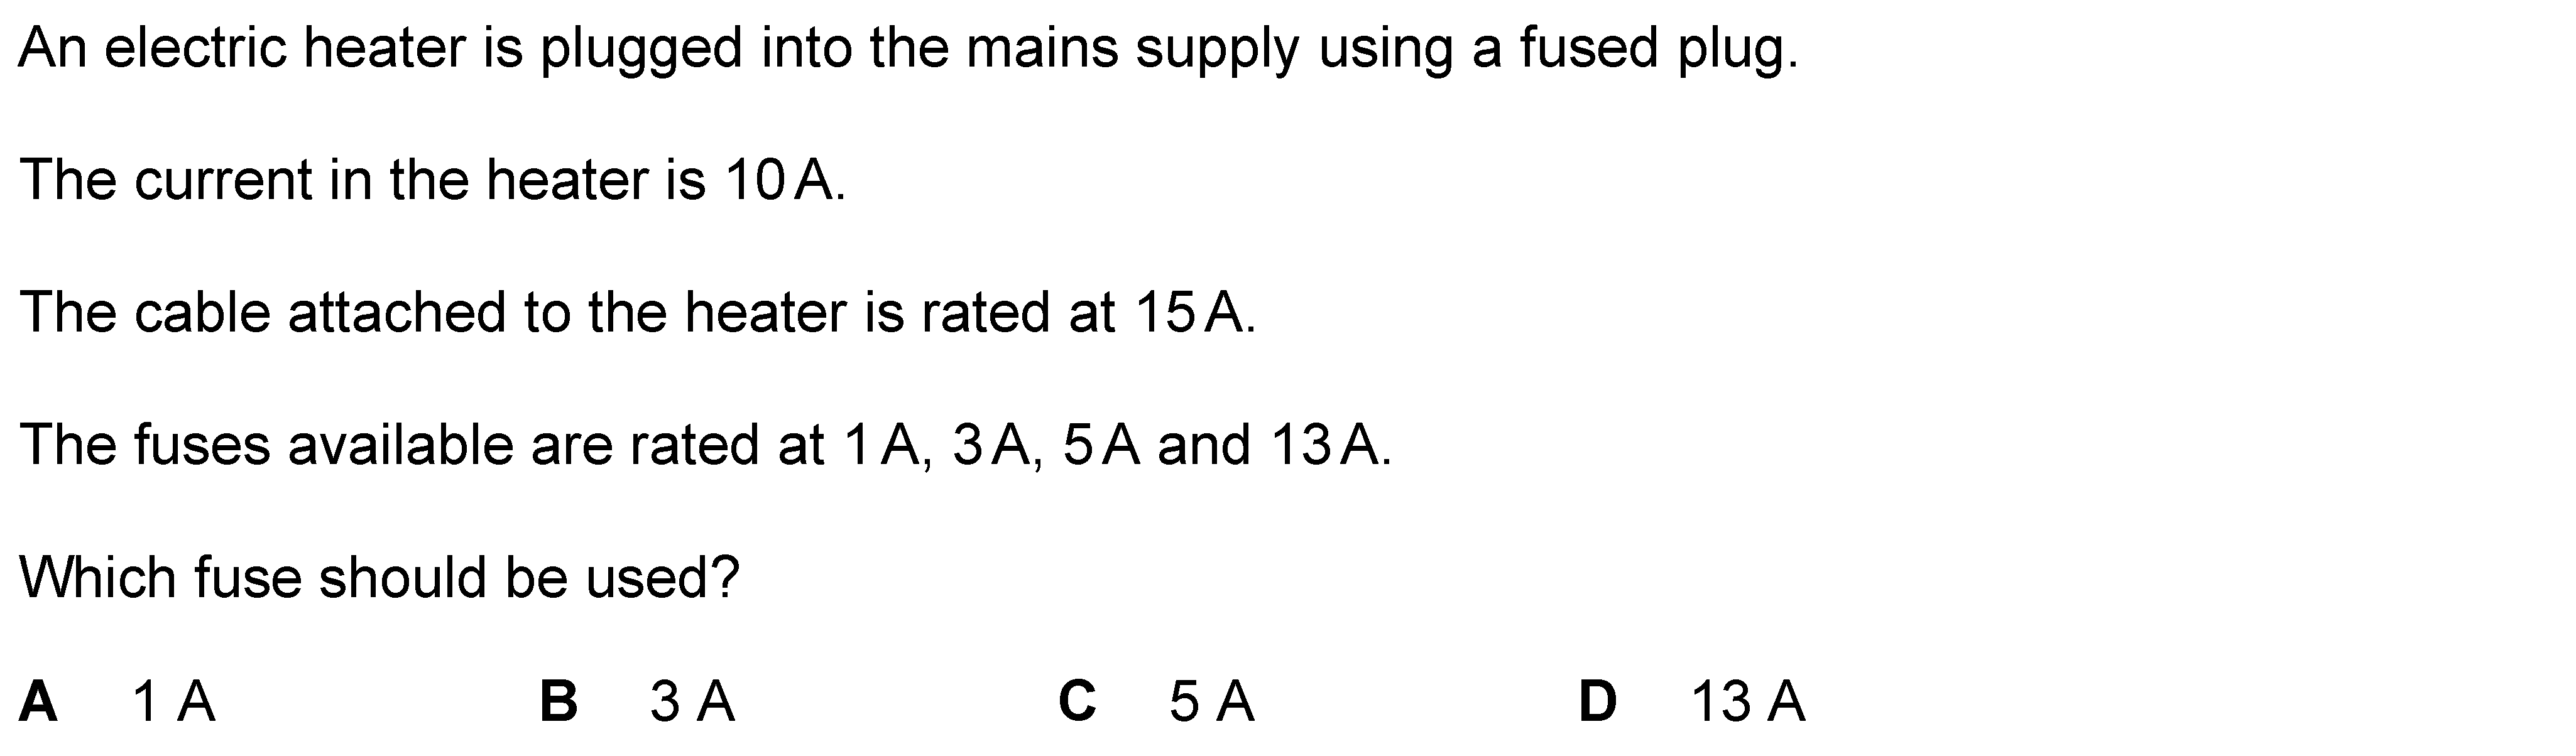 An electric heater is plugged into the mains supply using a fused plug.
The current in the heater is 10 A.
The cable attached to the heater is rated at 15 A.
The fuses available are rated at 1 A, 3 A, 5 A and 13 A.
Which fuse should be used?
A 1 A B 3 A C 5 A D 13 A